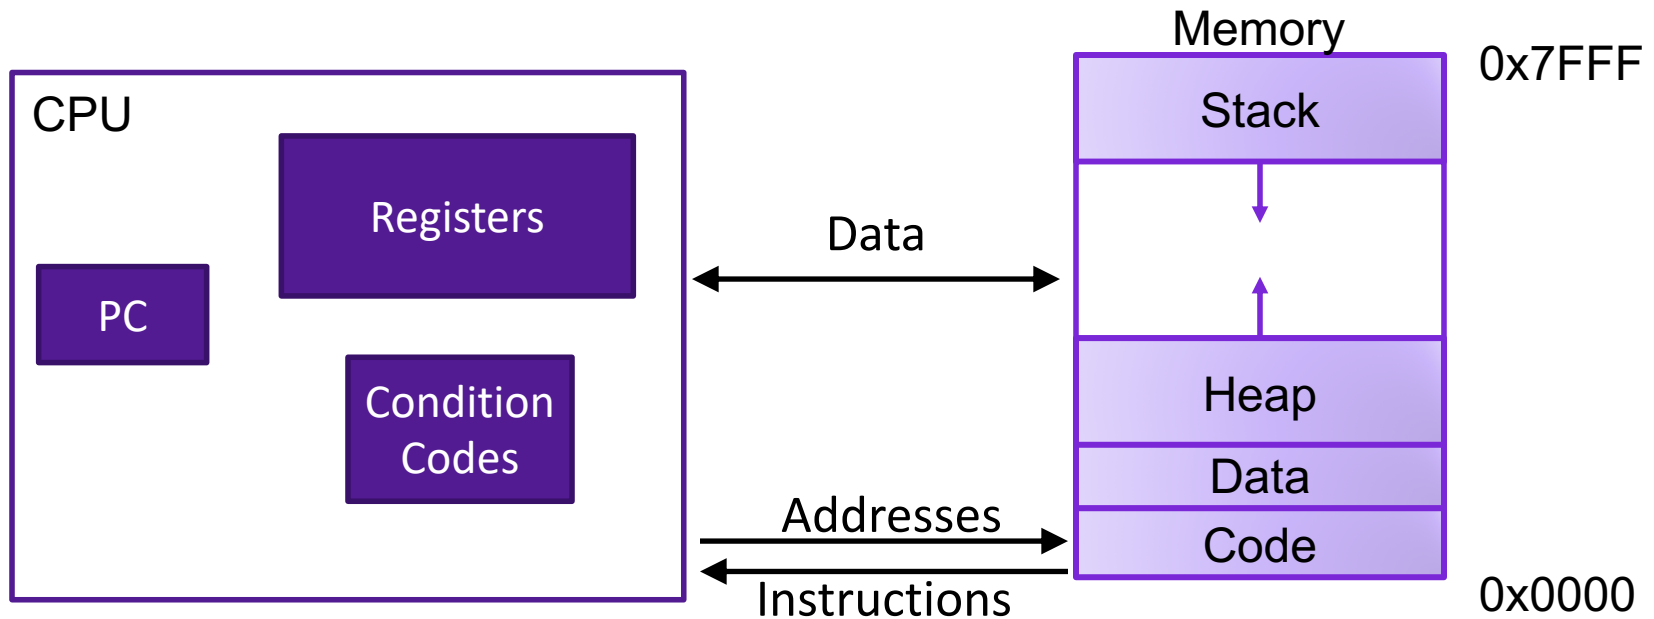 CPU
Registers
PC
Condition
Codes
Data
Addresses
Instructions
Memory
0x7FFF
Stack
Heap
Data
Code
0x0000